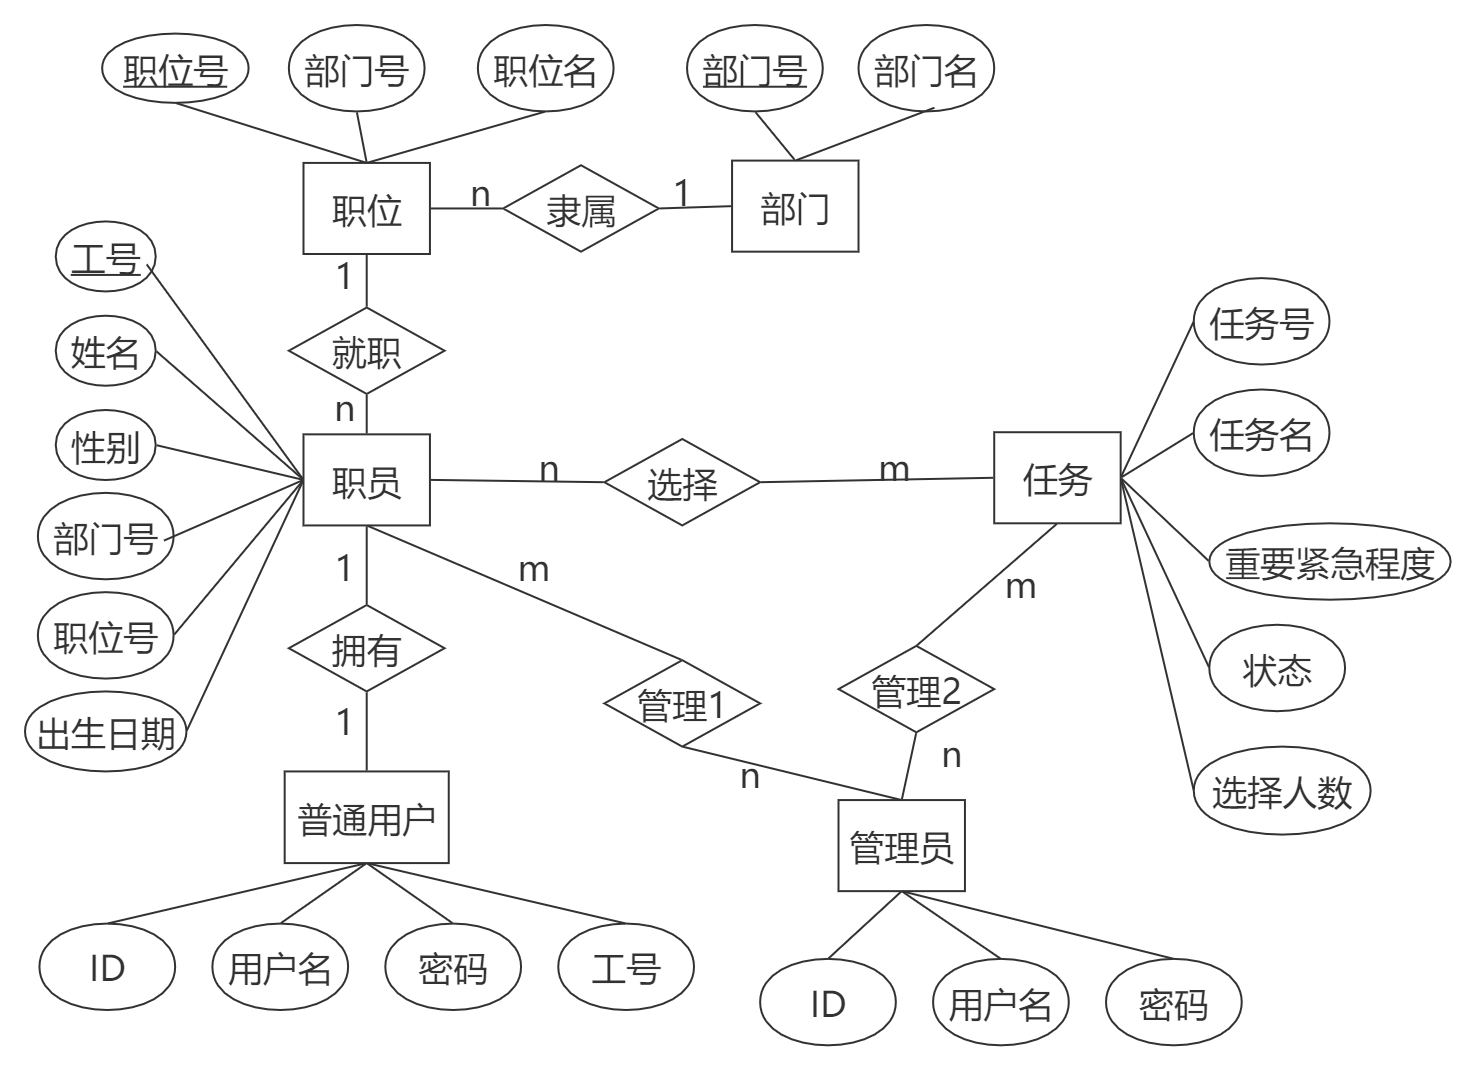 职位号
部门号
职位名
部门号
部门名
职位
n
隶属
1
部门
工号
1
姓名
就职
任务号
性别
n
任务名
部门号
职员
n
选择
m
任务
职位号
1
m
m
重要紧急程度
出生日期
拥有
管理1
管理2
状态
1
n
n
选择人数
普通用户
管理员
ID
用户名
密码
工号
ID
用户名
密码